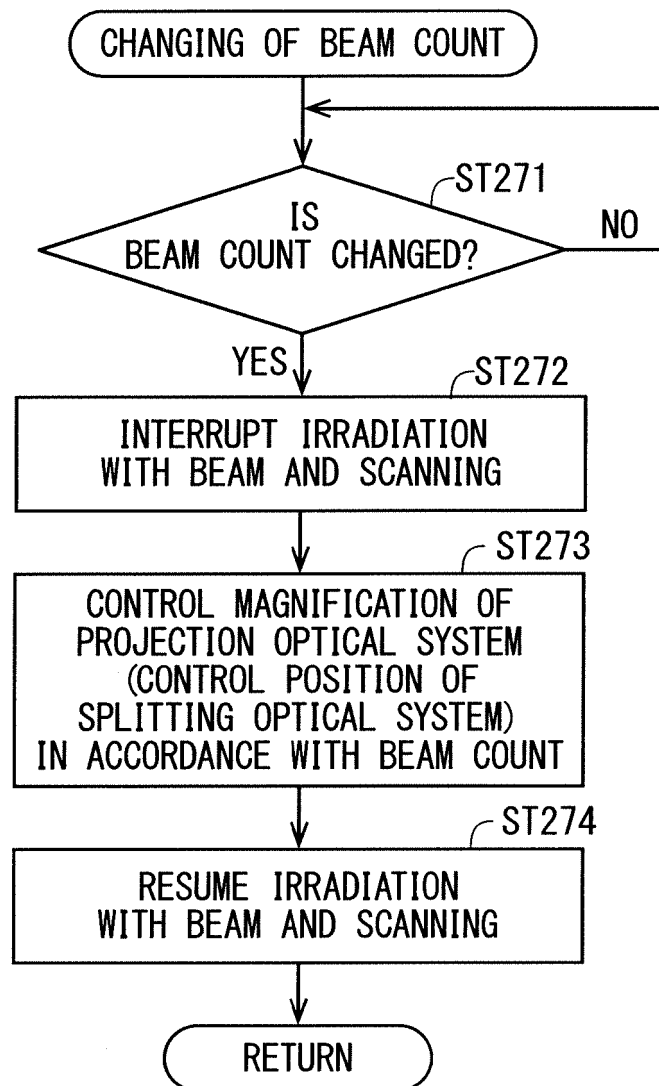 CHANGING OF BEAM COUNT
ST271
IS
BEAM COUNT CHANGED?
NO
YES
ST272
INTERRUPT IRRADIATION
WITH BEAM AND SCANNING
ST273
CONTROL MAGNIFICATION OF
PROJECTION OPTICAL SYSTEM
(CONTROL POSITION OF
SPLITTING OPTICAL SYSTEM)
IN ACCORDANCE WITH BEAM COUNT
ST274
RESUME IRRADIATION
WITH BEAM AND SCANNING
RETURN